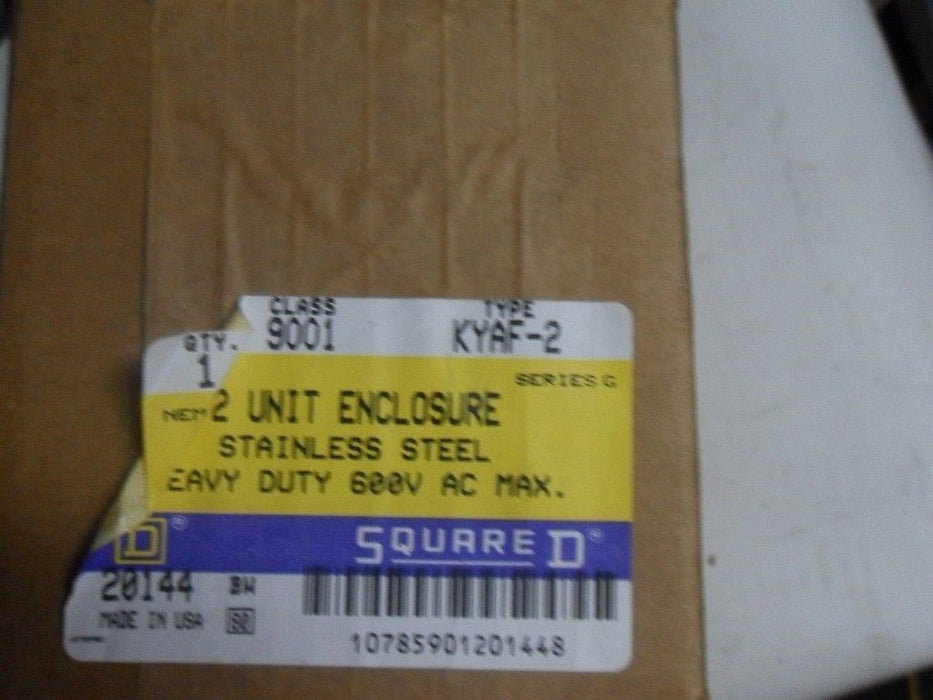 CLASS TYPE
9001 KYAF-2
QTY.
1 SERIES G
NEM 2 UNIT ENCLOSURE
STAINLESS STEEL
EAVY DUTY 600V AC MAX.
D® SQUARE D®
20144 BW
MADE IN USA
10785901201448